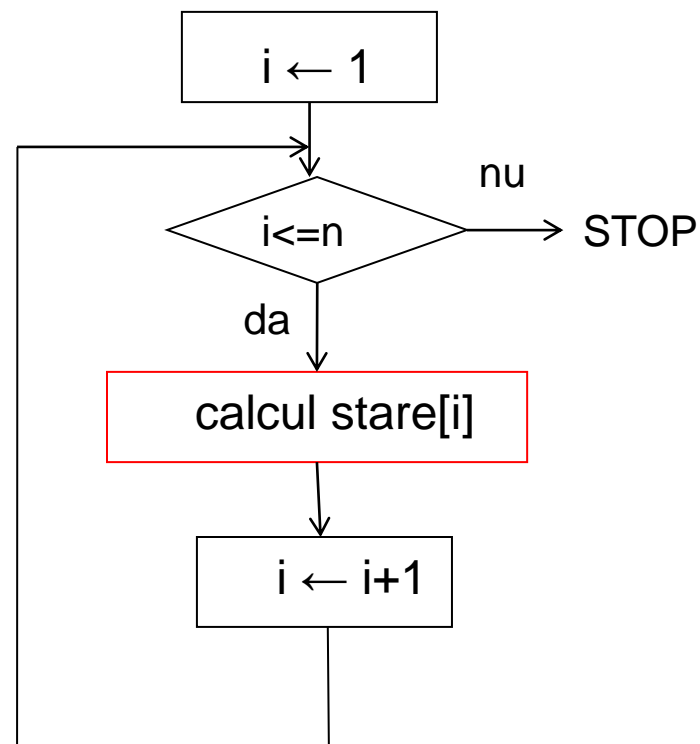 i ← 1
nu
i<=n
STOP
da
calcul stare[i]
i ← i+1